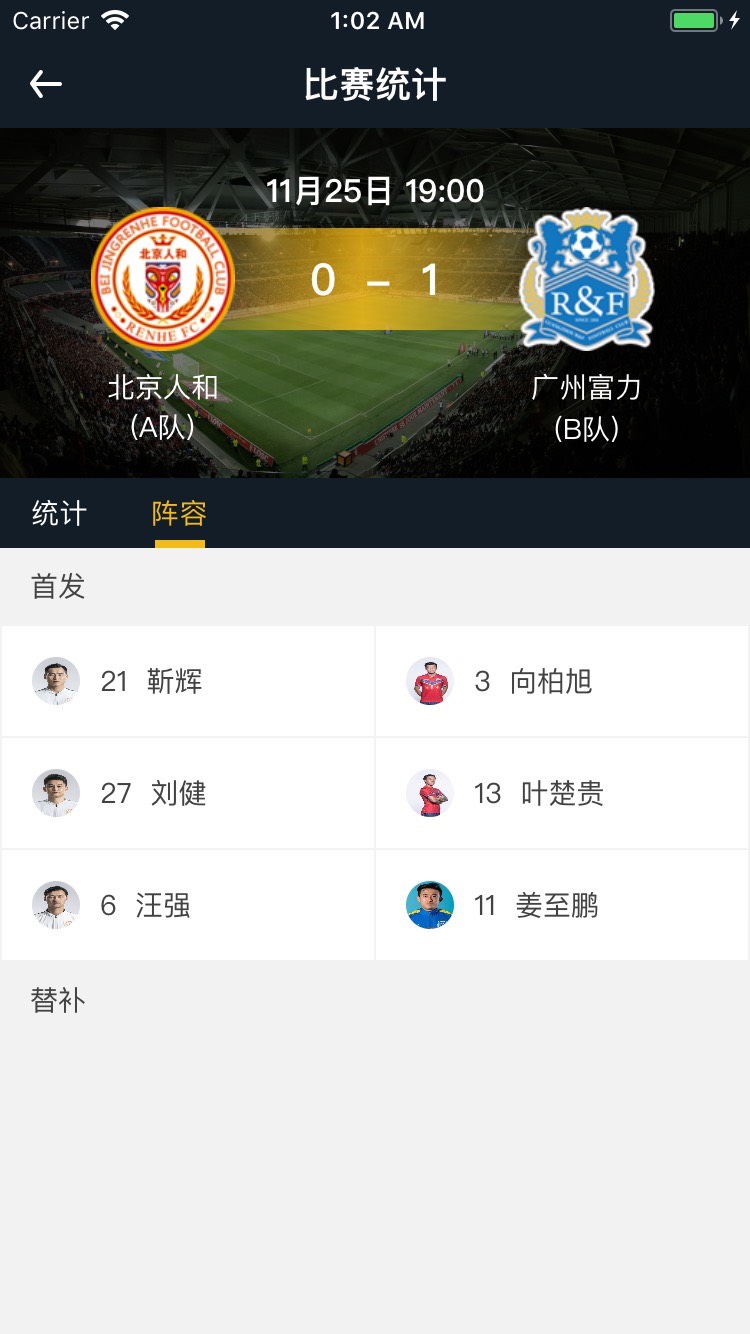 Carrier 1:02 AM
比赛统计
11月25日 19:00
BEI JINGRENHE FOOTBALL CLUB
北京人和
RENHE FC
0 – 1
R&F
北京人和
(A队)
广州富力
(B队)
统计 阵容
首发
21 靳辉
3 向柏旭
27 刘健
13 叶楚贵
6 汪强
11 姜至鹏
替补